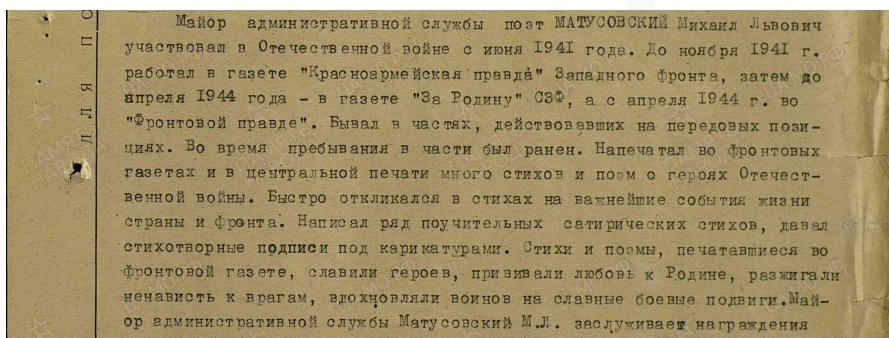 Майор административной службы поэт МАТУСОВСКИЙ Михаил Львович
участвовал в Отечественной войне с июня 1941 года. До ноября 1941 г.
работал в газете "Красноармейская правда" Западного фронта, затем до
апреля 1944 года - в газете "За Родину" СЗФ, а с апреля 1944 г. во
"Фронтовой правде". Бывал в частях, действовавших на передовых пози-
циях. Во время пребывания в части был ранен. Напечатал во фронтовых
газетах и в центральной печати много стихов и поэм о героях Отечест-
венной войны. Быстро откликался в стихах на важнейшие события жизни
страны и фронта. Написал ряд поучительных сатирических стихов, давал
стихотворные подписи под карикатурами. Стихи и поэмы, печатавшиеся во
фронтовой газете, славили героев, прививали любовь к Родине, разжигали
ненависть к врагам, вдохновляли воинов на славные боевые подвиги.Май-
ор административной службы Матусовский М.Л. заслуживает награждения